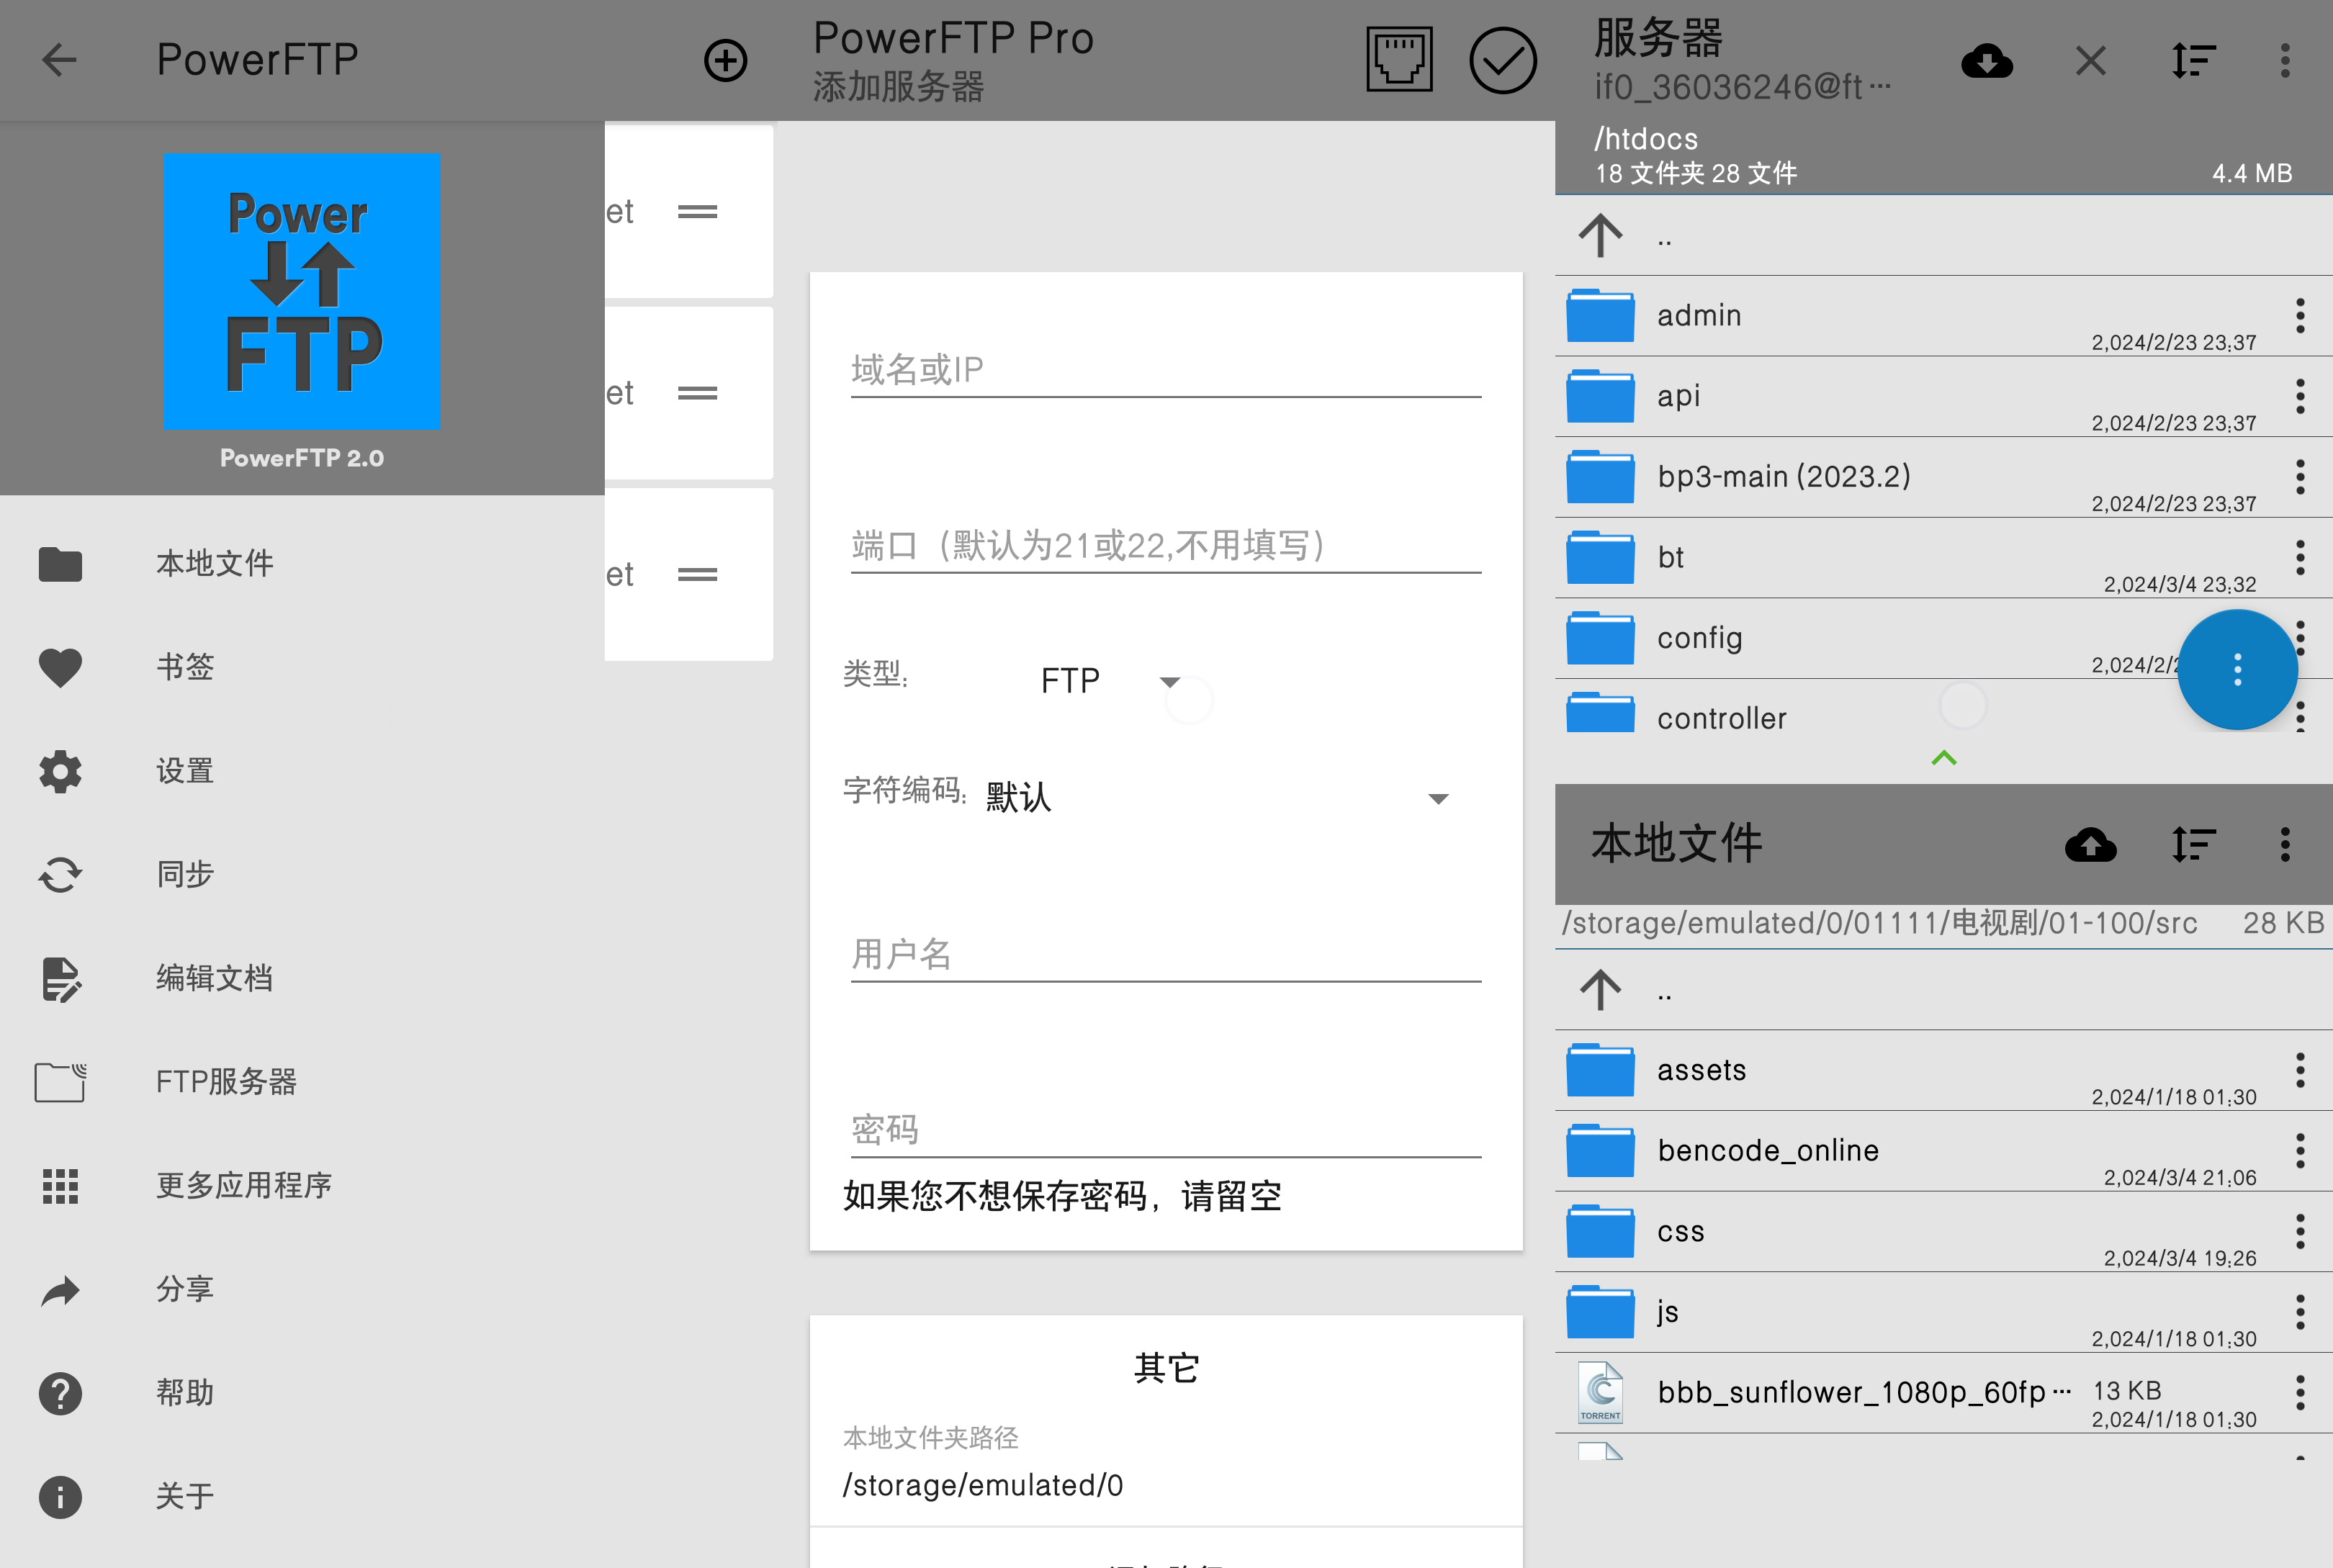 PowerFTP
Power
FTP
PowerFTP 2.0
本地文件
书签
设置
同步
编辑文档
FTP服务器
更多应用程序
分享
帮助
关于
et
et
et
PowerFTP Pro
添加服务器
域名或IP
端口（默认为21或22,不用填写）
类型:
FTP
字符编码:
默认
用户名
密码
如果您不想保存密码，请留空
其它
本地文件夹路径
/storage/emulated/0
服务器
if0_36036246@ft…
/htdocs
18 文件夹 28 文件
4.4 MB
..
admin
2,024/2/23 23:37
api
2,024/2/23 23:37
bp3-main (2023.2)
2,024/2/23 23:37
bt
2,024/3/4 23:32
config
2,024/2/2
controller
本地文件
/storage/emulated/0/01111/电视剧/01-100/src
28 KB
..
assets
2,024/1/18 01:30
bencode_online
2,024/3/4 21:06
css
2,024/3/4 19:26
js
2,024/1/18 01:30
TORRENT
bbb_sunflower_1080p_60fp…
13 KB
2,024/1/18 01:30